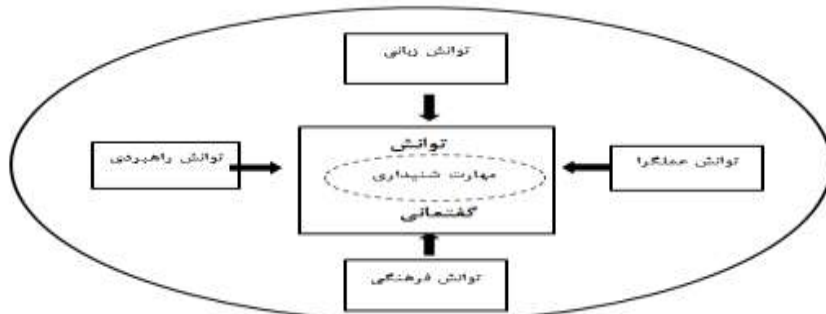 توانش زبانی
توانش عملگرا
توانش
مهارت شنیداری
گفتمانی
توانش راهبردی
توانش فرهنگی